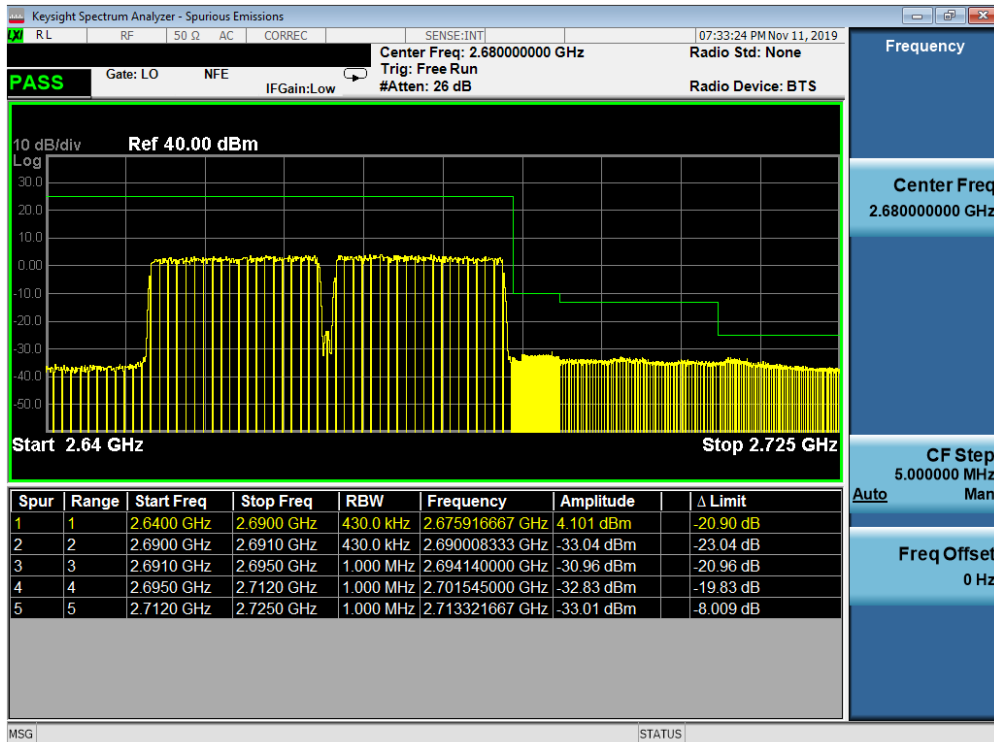 Keysight Spectrum Analyzer - Spurious Emissions
LXI RL RF 50 Ω AC CORREC SENSE:INT 07:33:24 PM Nov 11, 2019
Center Freq: 2.680000000 GHz Radio Std: None
PASS Gate: LO NFE Trig: Free Run
IFGain:Low #Atten: 26 dB Radio Device: BTS
10 dB/div Ref 40.00 dBm
Log
30.0
20.0
10.0
0.00
-10.0
-20.0
-30.0
-40.0
-50.0
Start 2.64 GHz Stop 2.725 GHz
Spur Range Start Freq Stop Freq RBW Frequency Amplitude Δ Limit
1 1 2.6400 GHz 2.6900 GHz 430.0 kHz 2.675916667 GHz 4.101 dBm -20.90 dB
2 2 2.6900 GHz 2.6910 GHz 430.0 kHz 2.690008333 GHz -33.04 dBm -23.04 dB
3 3 2.6910 GHz 2.6950 GHz 1.000 MHz 2.694140000 GHz -30.96 dBm -20.96 dB
4 4 2.6950 GHz 2.7120 GHz 1.000 MHz 2.701545000 GHz -32.83 dBm -19.83 dB
5 5 2.7120 GHz 2.7250 GHz 1.000 MHz 2.713321667 GHz -33.01 dBm -8.009 dB
Frequency
Center Freq
2.680000000 GHz
CF Step
5.000000 MHz
Auto Man
Freq Offset
0 Hz
MSG STATUS